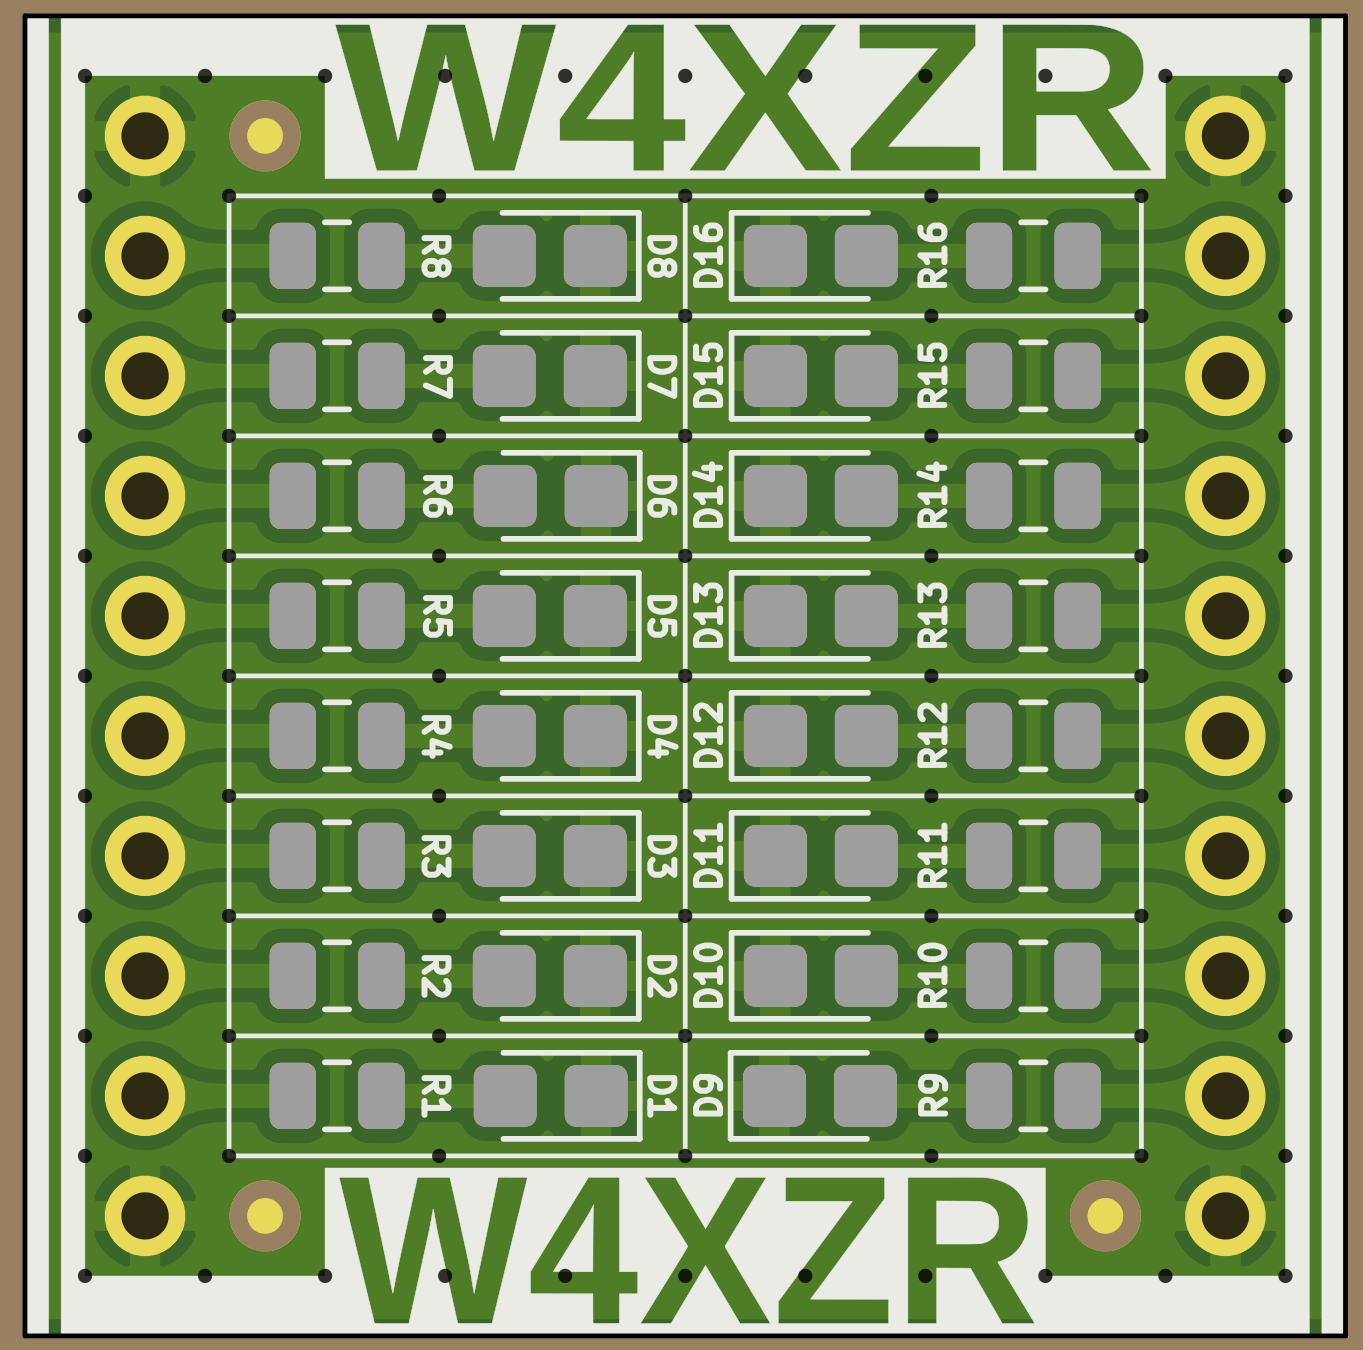 W4XZR
R8 D8 D16 R16
R7 D7 D15 R15
R6 D6 D14 R14
R5 D5 D13 R13
R4 D4 D12 R12
R3 D3 D11 R11
R2 D2 D10 R10
R1 D1 D9 R9
W4XZR